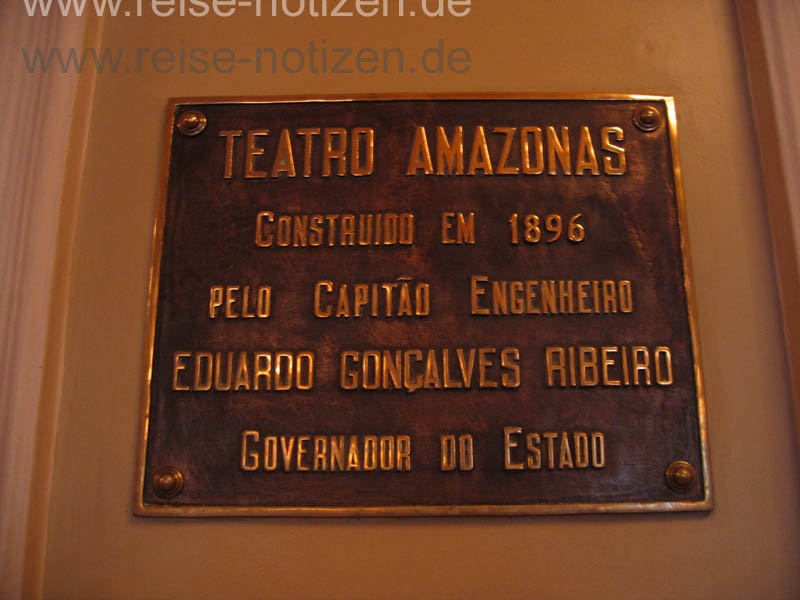 www.reise-notizen.de
www.reise-notizen.de
TEATRO AMAZONAS
CONSTRUIDO EM 1896
PELO CAPITÃO ENGENHEIRO
EDUARDO GONÇALVES RIBEIRO
GOVERNADOR DO ESTADO